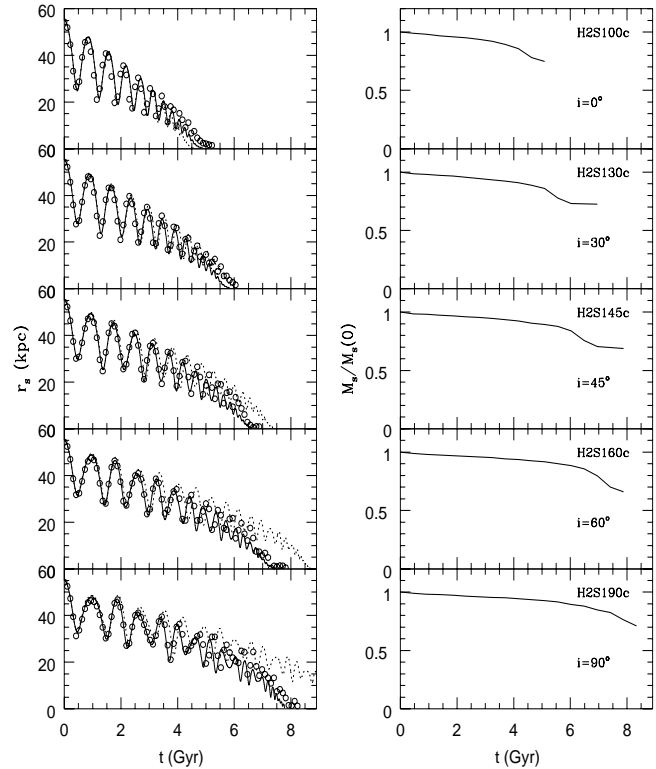 60
40
20
60
40
20
60
40
20
60
40
20
60
40
20
0
0 2 4 6 8
t (Gyr)
r_s (kpc)
1
0.5
0
H2S100c
i=0°
1
0.5
0
H2S130c
i=30°
1
0.5
0
H2S145c
i=45°
1
0.5
0
H2S160c
i=60°
1
0.5
0
H2S190c
i=90°
0 2 4 6 8
t (Gyr)
M_s/M_s(0)